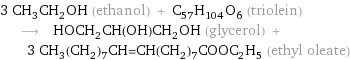 3 CH₃CH₂OH (ethanol) + C₅₇H₁₀₄O₆ (triolein)
⟶ HOCH₂CH(OH)CH₂OH (glycerol) +
3 CH₃(CH₂)₇CH=CH(CH₂)₇COOC₂H₅ (ethyl oleate)